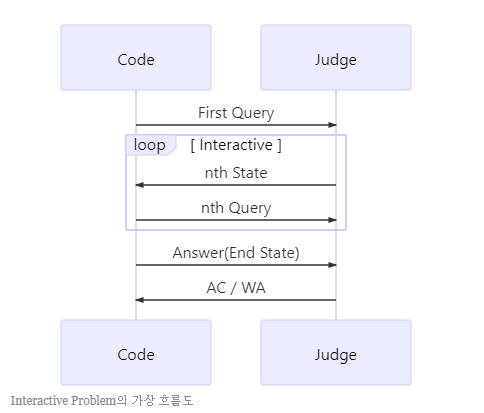 Code
Judge
First Query
loop [ Interactive ]
nth State
nth Query
Answer(End State)
AC / WA
Code
Judge
Interactive Problem의 가상 흐름도